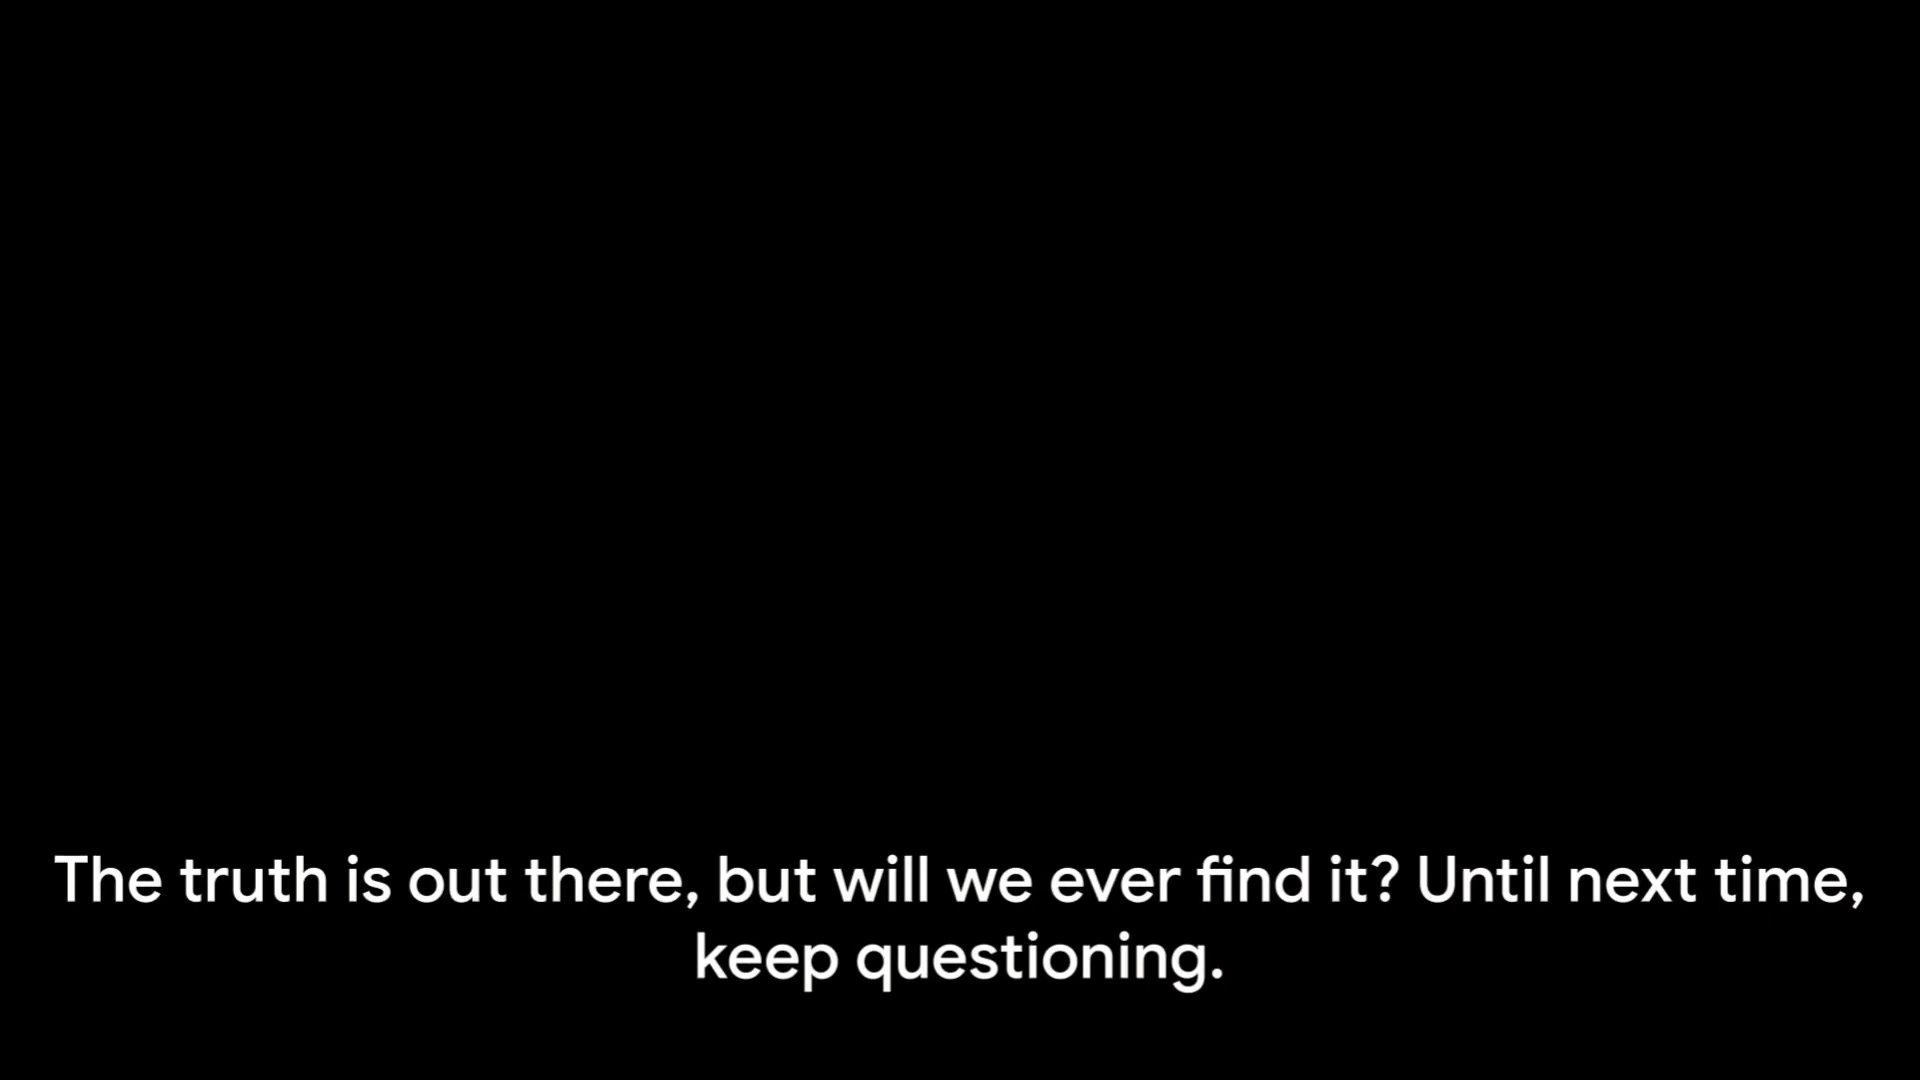 The truth is out there, but will we ever find it? Until next time,
keep questioning.